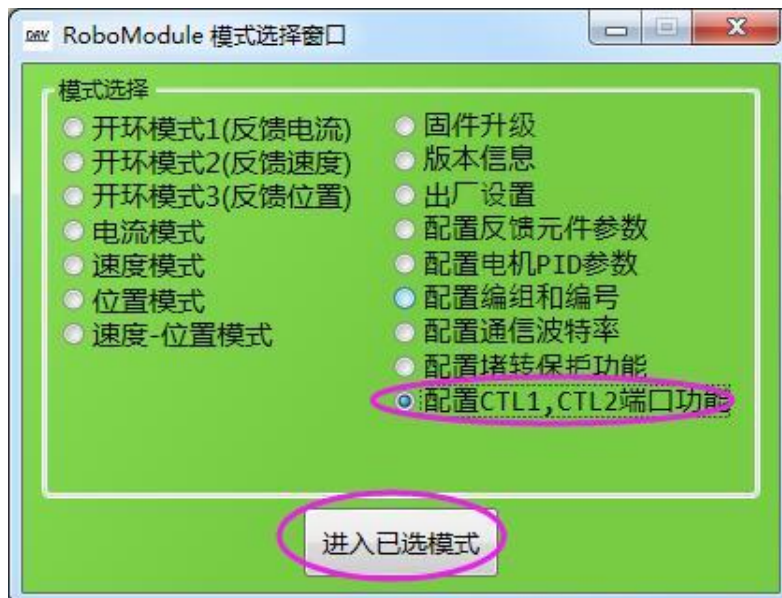 DRV RoboModule 模式选择窗口
模式选择
开环模式1(反馈电流)
开环模式2(反馈速度)
开环模式3(反馈位置)
电流模式
速度模式
位置模式
速度-位置模式
固件升级
版本信息
出厂设置
配置反馈元件参数
配置电机PID参数
配置编组和编号
配置通信波特率
配置堵转保护功能
配置CTL1,CTL2端口功能
进入已选模式